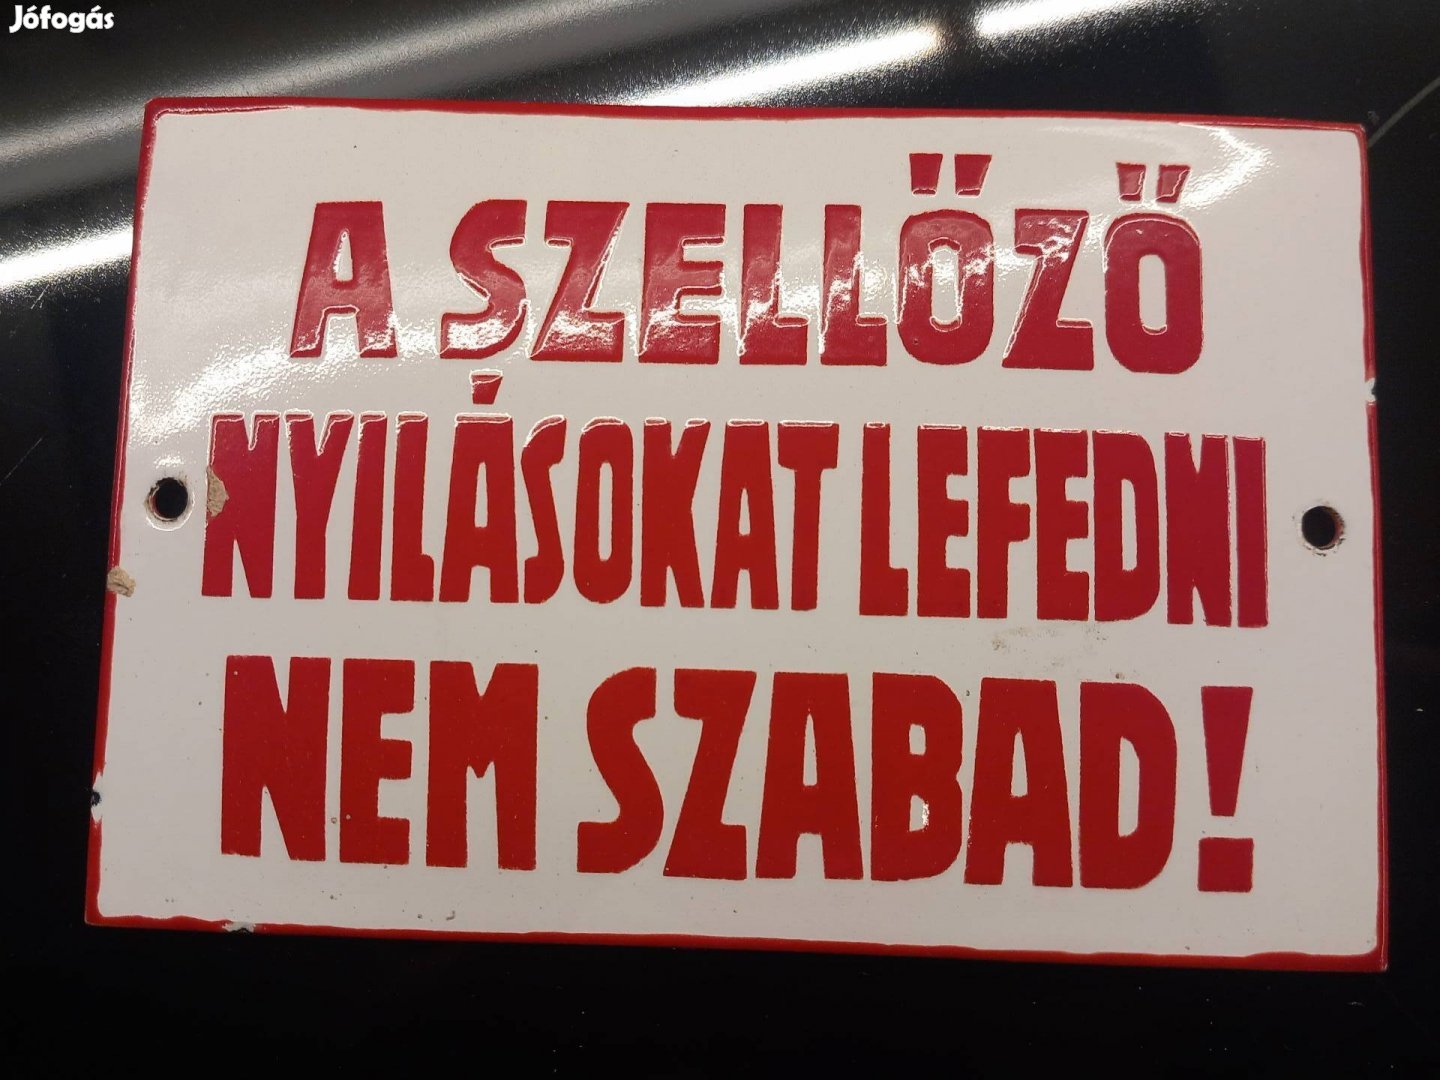 Jófogás
A SZELLŐZŐ
NYILÁSOKAT LEFEDNI
NEM SZABAD!